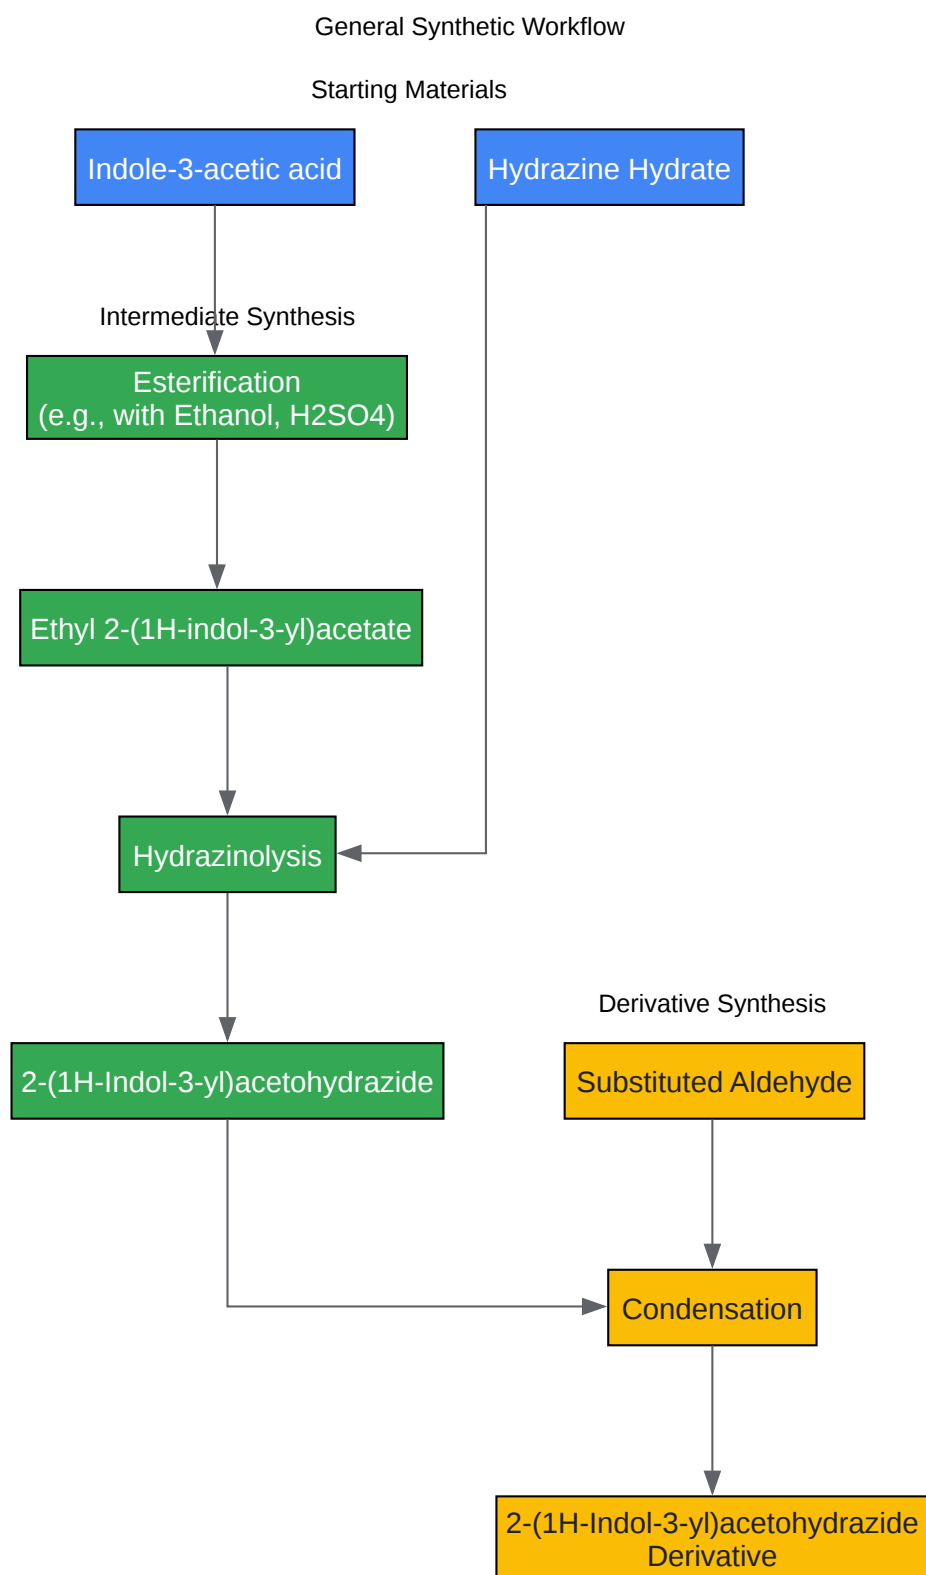 General Synthetic Workflow
Starting Materials
Indole-3-acetic acid
Hydrazine Hydrate
Intermediate Synthesis
Esterification
(e.g., with Ethanol, H2SO4)
Ethyl 2-(1H-indol-3-yl)acetate
Hydrazinolysis
Derivative Synthesis
2-(1H-Indol-3-yl)acetohydrazide
Substituted Aldehyde
Condensation
2-(1H-Indol-3-yl)acetohydrazide
Derivative